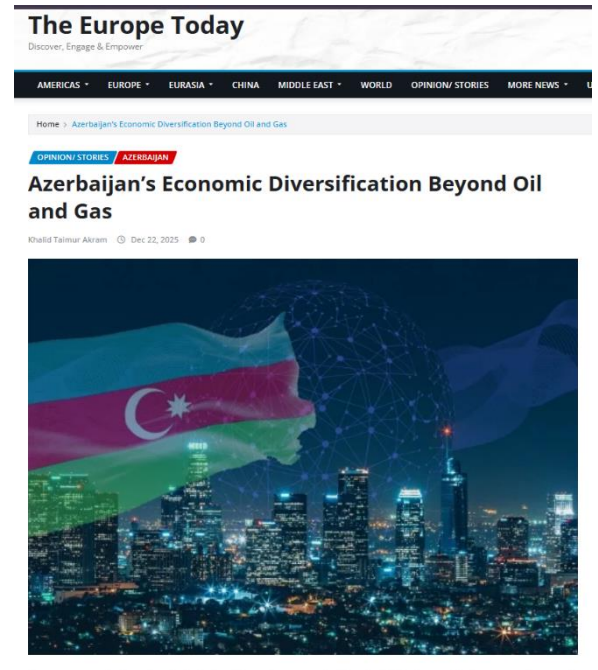 The Europe Today
Discover, Engage & Empower
AMERICAS EUROPE EURASIA CHINA MIDDLE EAST WORLD OPINION/ STORIES MORE NEWS
Home > Azerbaijan's Economic Diversification Beyond Oil and Gas
OPINION/ STORIES AZERBAIJAN
Azerbaijan's Economic Diversification Beyond Oil
and Gas
Khalid Taimur Akram Dec 22, 2025 0